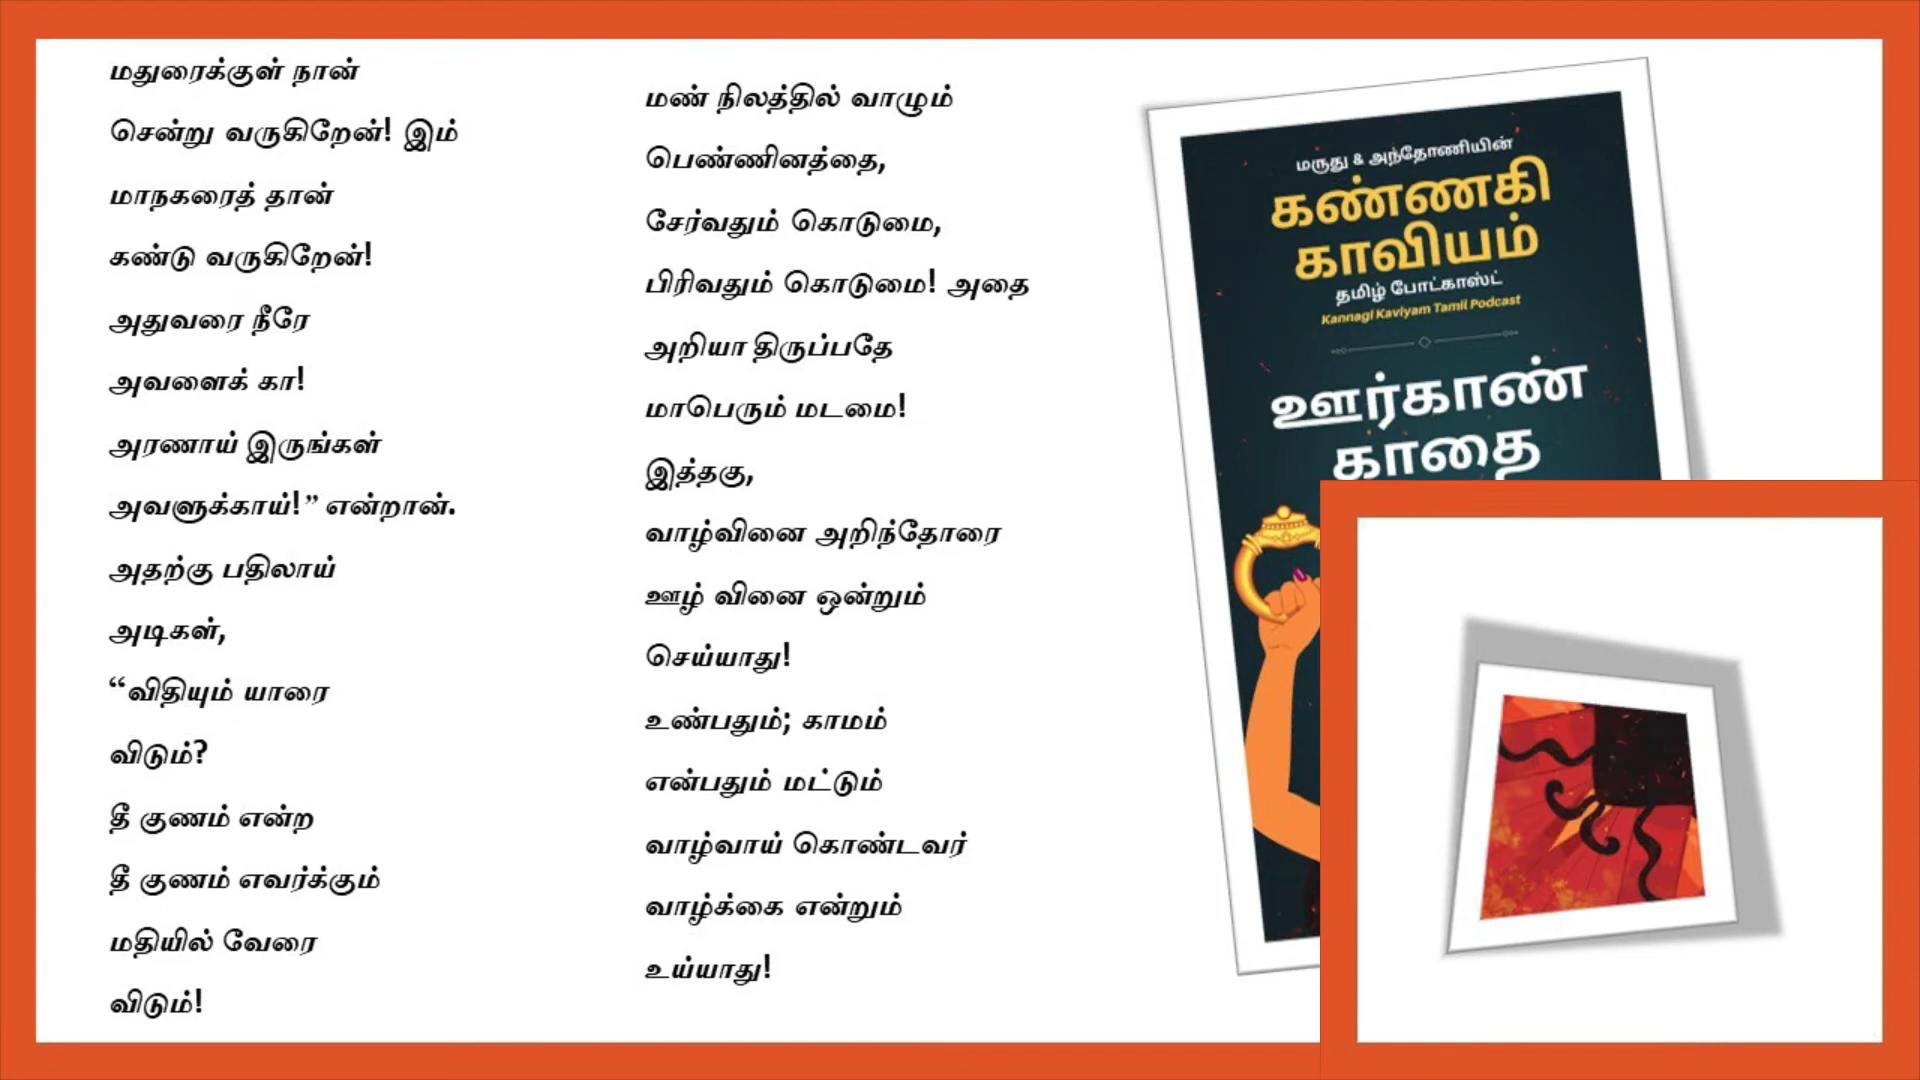 மதுரைக்குள் நான்
சென்று வருகிறேன்! இம்
மாநகரைத் தான்
கண்டு வருகிறேன்!
அதுவரை நீரே
அவளைக் கா!
அரணாய் இருங்கள்
அவளுக்காய்!” என்றான்.
அதற்கு பதிலாய்
அடிகள்,
“விதியும் யாரை
விடும்?
தீ குணம் என்ற
தீ குணம் எவர்க்கும்
மதியில் வேரை
விடும்!
மண் நிலத்தில் வாழும்
பெண்ணினத்தை,
சேர்வதும் கொடுமை,
பிரிவதும் கொடுமை! அதை
அறியா திருப்பதே
மாபெரும் மடமை!
இத்தகு,
வாழ்வினை அறிந்தோரை
ஊழ் வினை ஒன்றும்
செய்யாது!
உண்பதும்; காமம்
என்பதும் மட்டும்
வாழ்வாய் கொண்டவர்
வாழ்க்கை என்றும்
உய்யாது!
மருது & அந்தோணியின்
கண்ணகி
காவியம்
தமிழ் போட்காஸ்ட்
Kannagi Kaviyam Tamil Podcast
ஊர்காண்
காதை